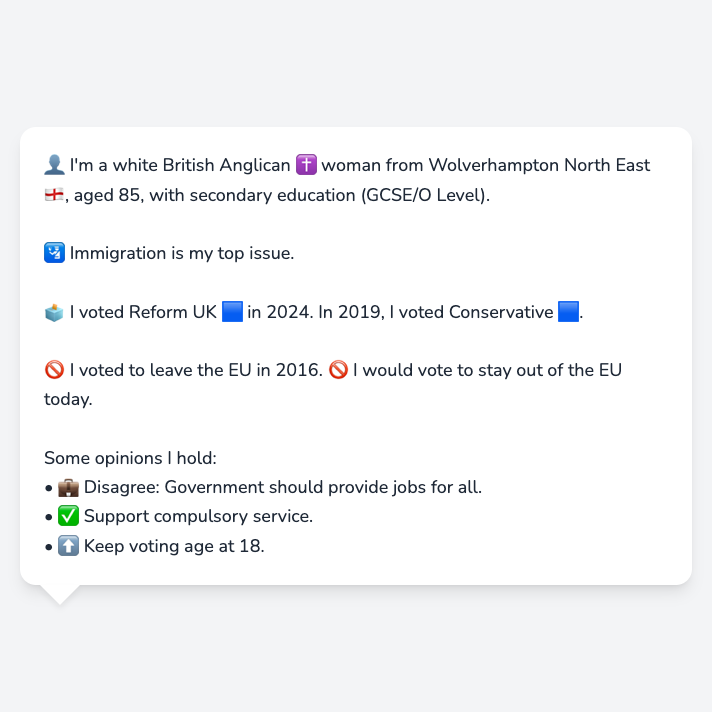 👤 I'm a white British Anglican ✝️ woman from Wolverhampton North East
🏴󠁧󠁢󠁥󠁮󠁧󠁿, aged 85, with secondary education (GCSE/O Level).
🛂 Immigration is my top issue.
🗳️ I voted Reform UK 🟦 in 2024. In 2019, I voted Conservative 🟦.
🚫 I voted to leave the EU in 2016. 🚫 I would vote to stay out of the EU
today.
Some opinions I hold:
• 💼 Disagree: Government should provide jobs for all.
• ✅ Support compulsory service.
• ⬆️ Keep voting age at 18.